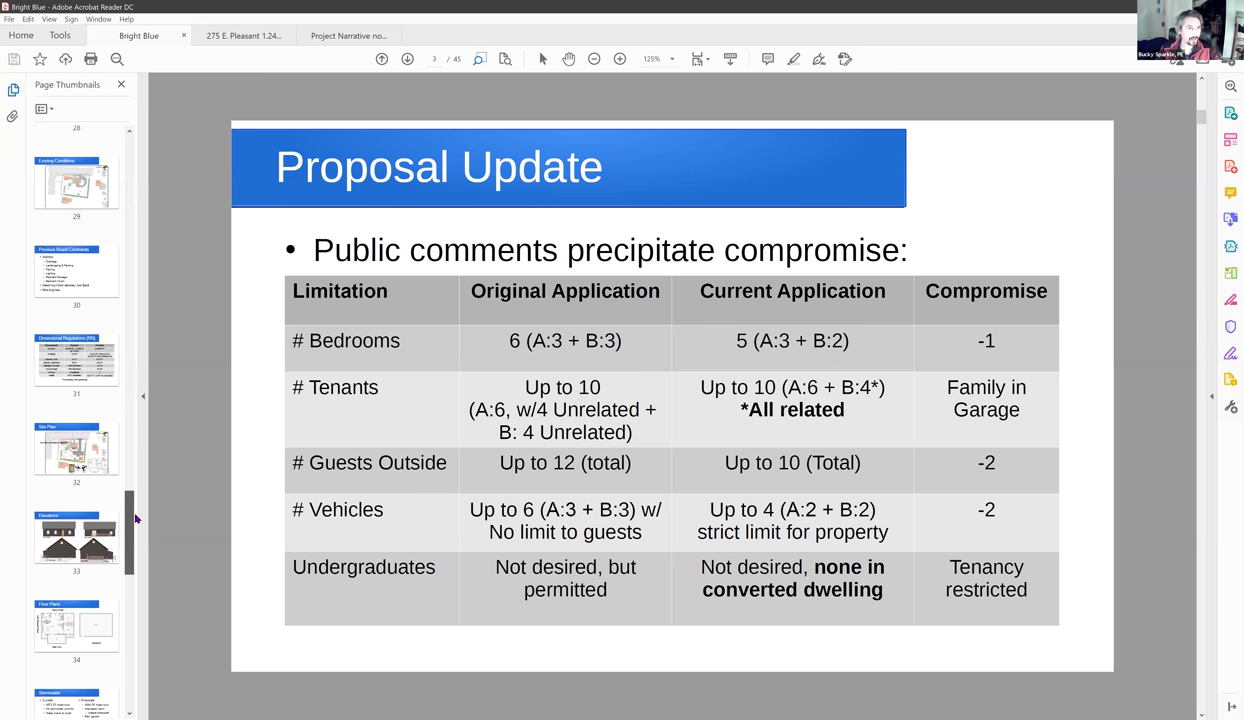 Bright Blue - Adobe Acrobat Reader DC
File Edit View Sign Window Help
Home Tools Bright Blue × 275 E. Pleasant 1.24... Project Narrative no...
3 / 45 125%
Bucky Sparkle, PE
Page Thumbnails
28
Existing Conditions
29
Previous Board Comments
30
Dimensional Regulations (RN)
31
Site Plan
32
Elevations
33
Floor Plans
34
Stormwater
Proposal Update
• Public comments precipitate compromise:
Limitation Original Application Current Application Compromise
# Bedrooms 6 (A:3 + B:3) 5 (A:3 + B:2) -1
# Tenants Up to 10 Up to 10 (A:6 + B:4*) Family in
(A:6, w/4 Unrelated + *All related Garage
B: 4 Unrelated)
# Guests Outside Up to 12 (total) Up to 10 (Total) -2
# Vehicles Up to 6 (A:3 + B:3) w/ Up to 4 (A:2 + B:2) -2
No limit to guests strict limit for property
Undergraduates Not desired, but Not desired, none in Tenancy
permitted converted dwelling restricted